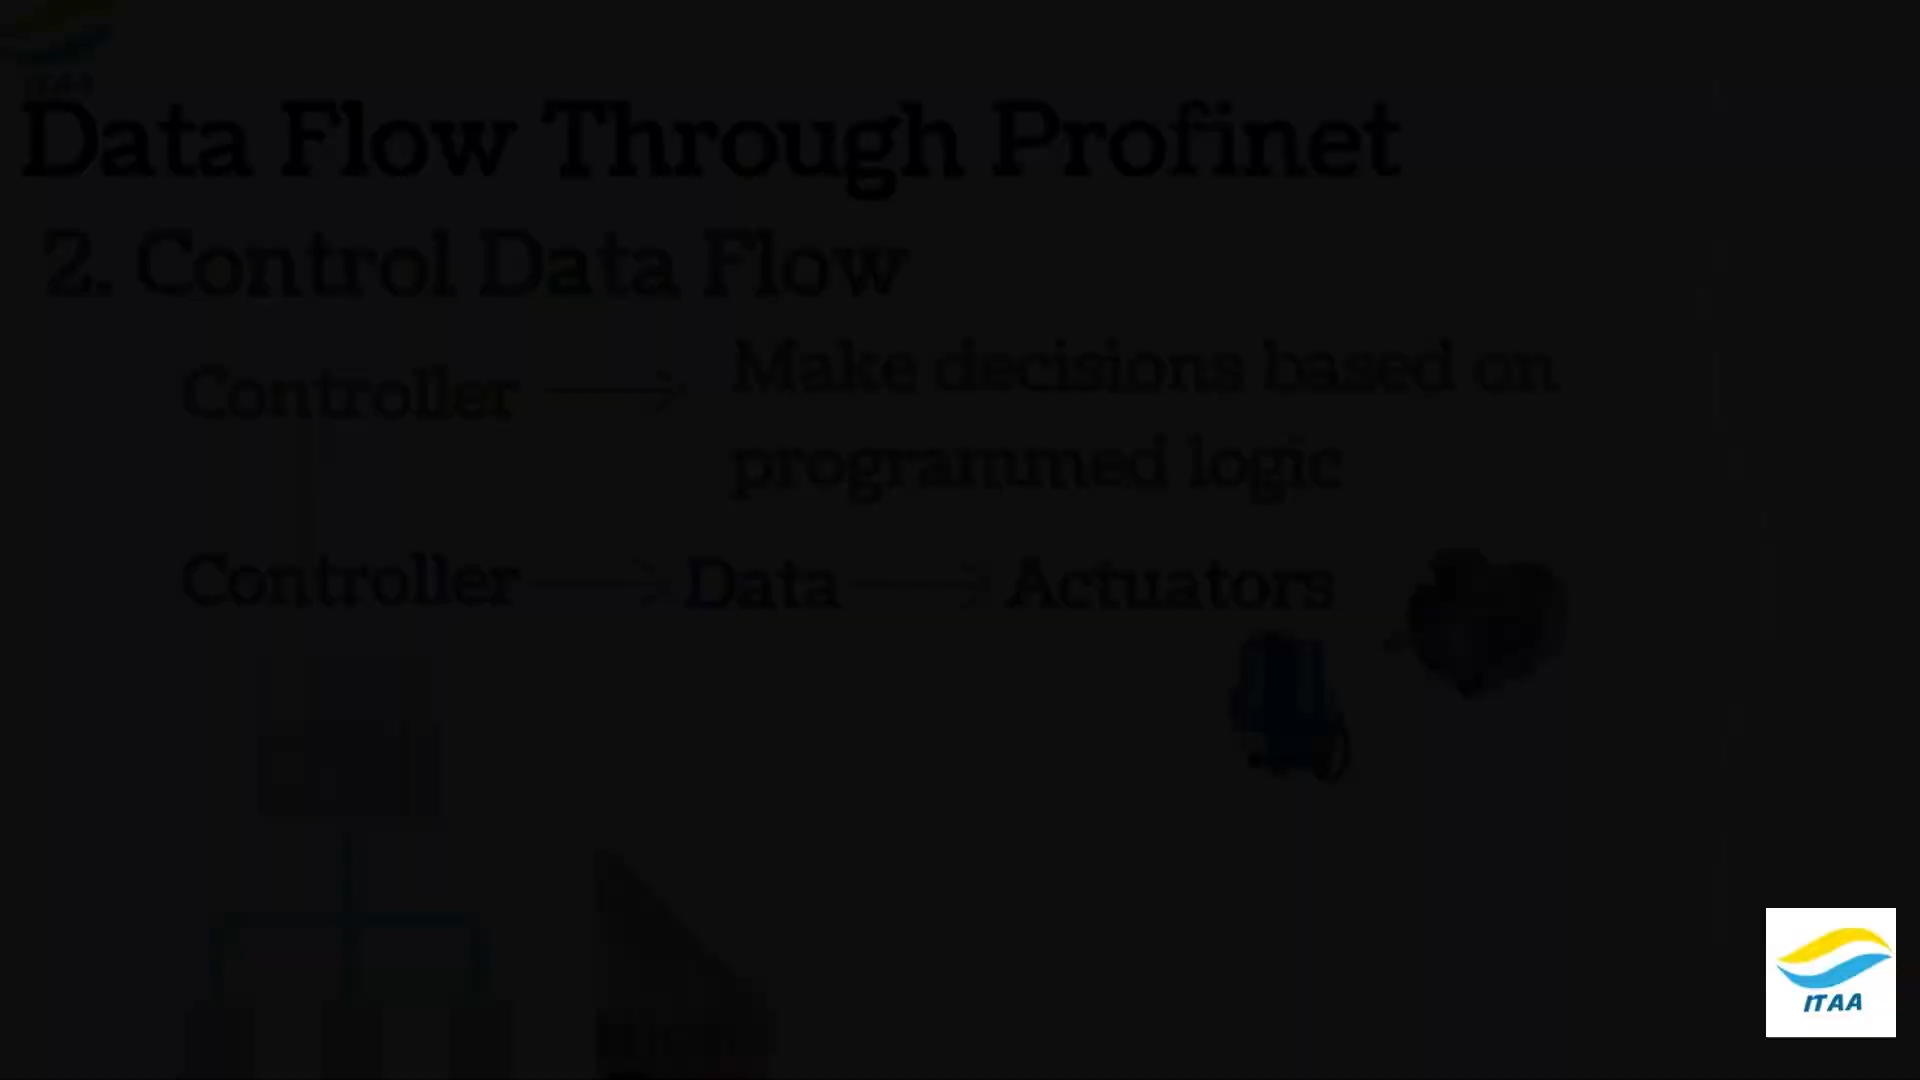 ITAA
Data Flow Through Profinet
2. Control Data Flow
Controller
Make decisions based on
programmed logic
Controller Data Actuators
ITAA